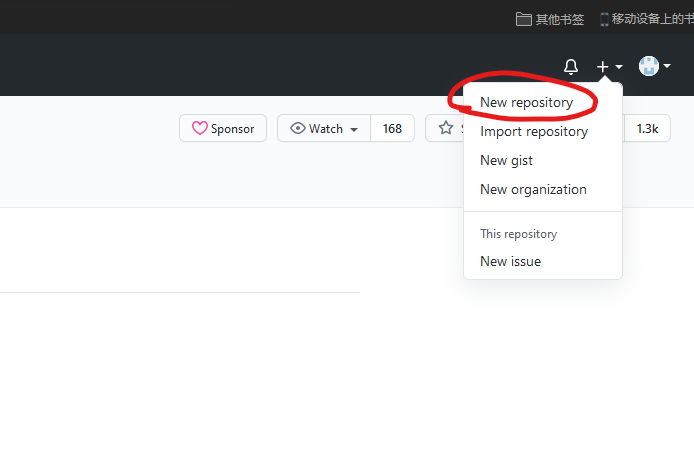 其他书签 移动设备上的书
Sponsor Watch 168 1.3k
New repository
Import repository
New gist
New organization
This repository
New issue